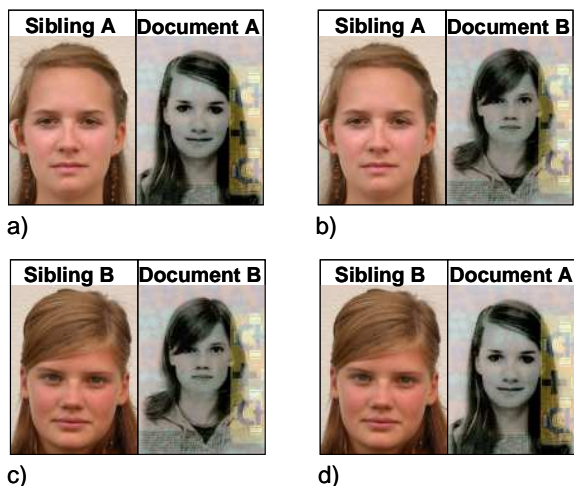 Sibling A Document A
Sibling A Document B
a)
b)
Sibling B Document B
Sibling B Document A
c)
d)